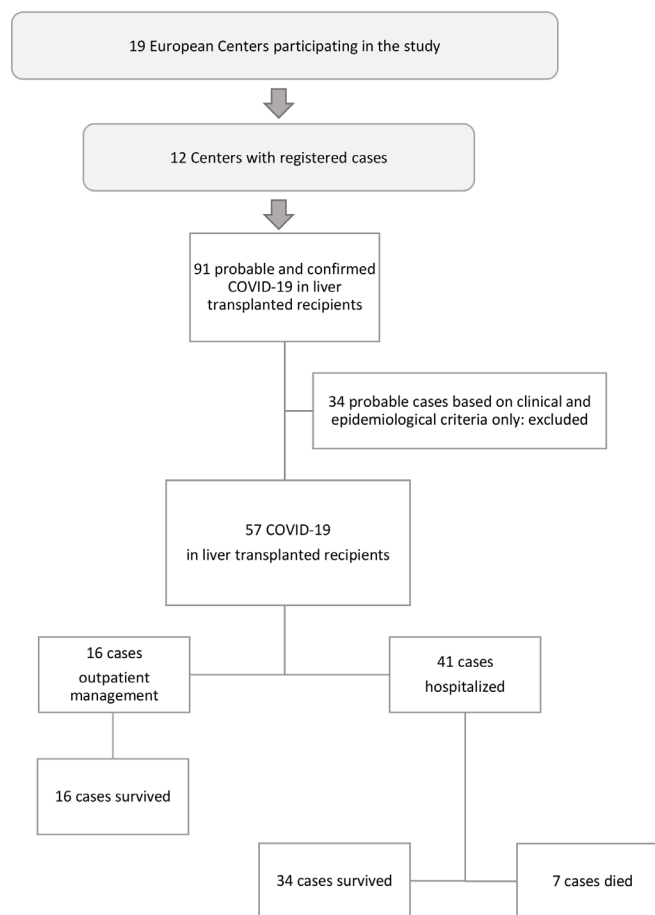 19 European Centers participating in the study
12 Centers with registered cases
91 probable and confirmed
COVID-19 in liver
transplanted recipients
34 probable cases based on clinical and
epidemiological criteria only: excluded
57 COVID-19
in liver transplanted recipients
16 cases
outpatient
management
41 cases
hospitalized
16 cases survived
34 cases survived
7 cases died